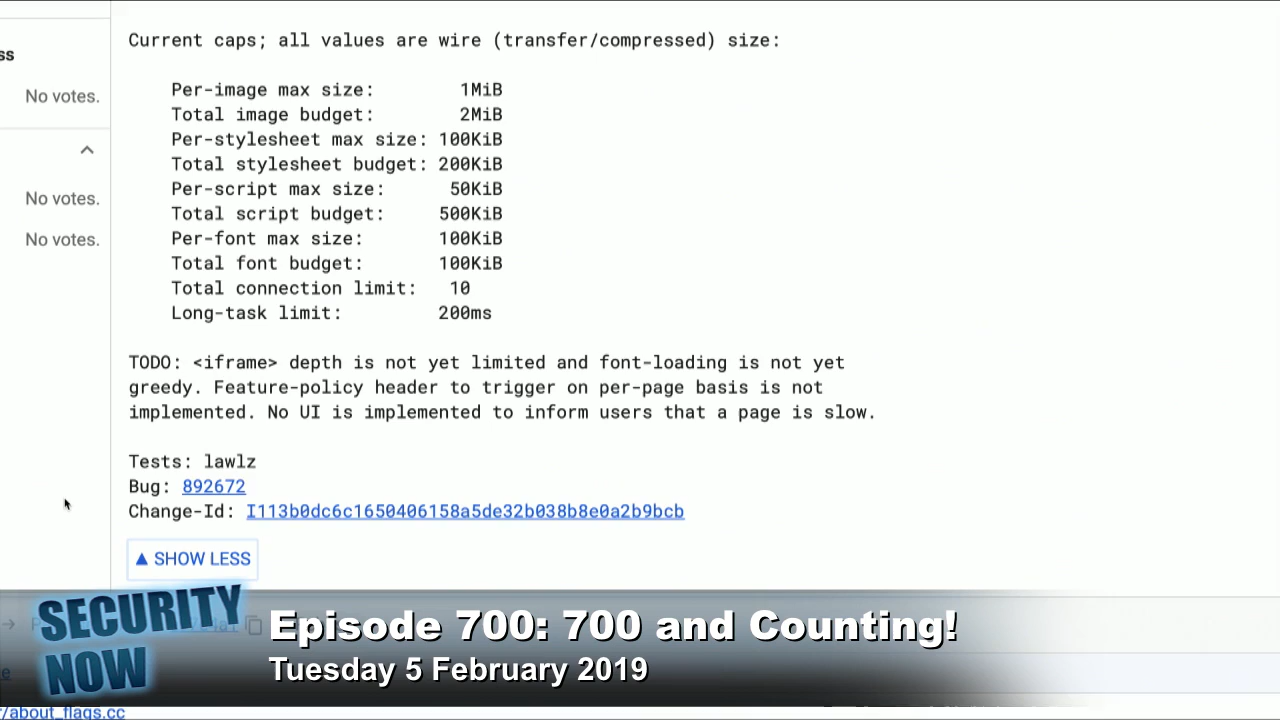 Current caps; all values are wire (transfer/compressed) size:
ss
No votes.
Per-image max size: 1MiB
Total image budget: 2MiB
Per-stylesheet max size: 100KiB
Total stylesheet budget: 200KiB
Per-script max size: 50KiB
No votes.
Total script budget: 500KiB
Per-font max size: 100KiB
No votes.
Total font budget: 100KiB
Total connection limit: 10
Long-task limit: 200ms
TODO: <iframe> depth is not yet limited and font-loading is not yet
greedy. Feature-policy header to trigger on per-page basis is not
implemented. No UI is implemented to inform users that a page is slow.
Tests: lawlz
Bug: 892672
Change-Id: I113b0dc6c1650406158a5de32b038b8e0a2b9bcb
▲ SHOW LESS
SECURITY
NOW
Episode 700: 700 and Counting!
Tuesday 5 February 2019
r/about_flags.cc